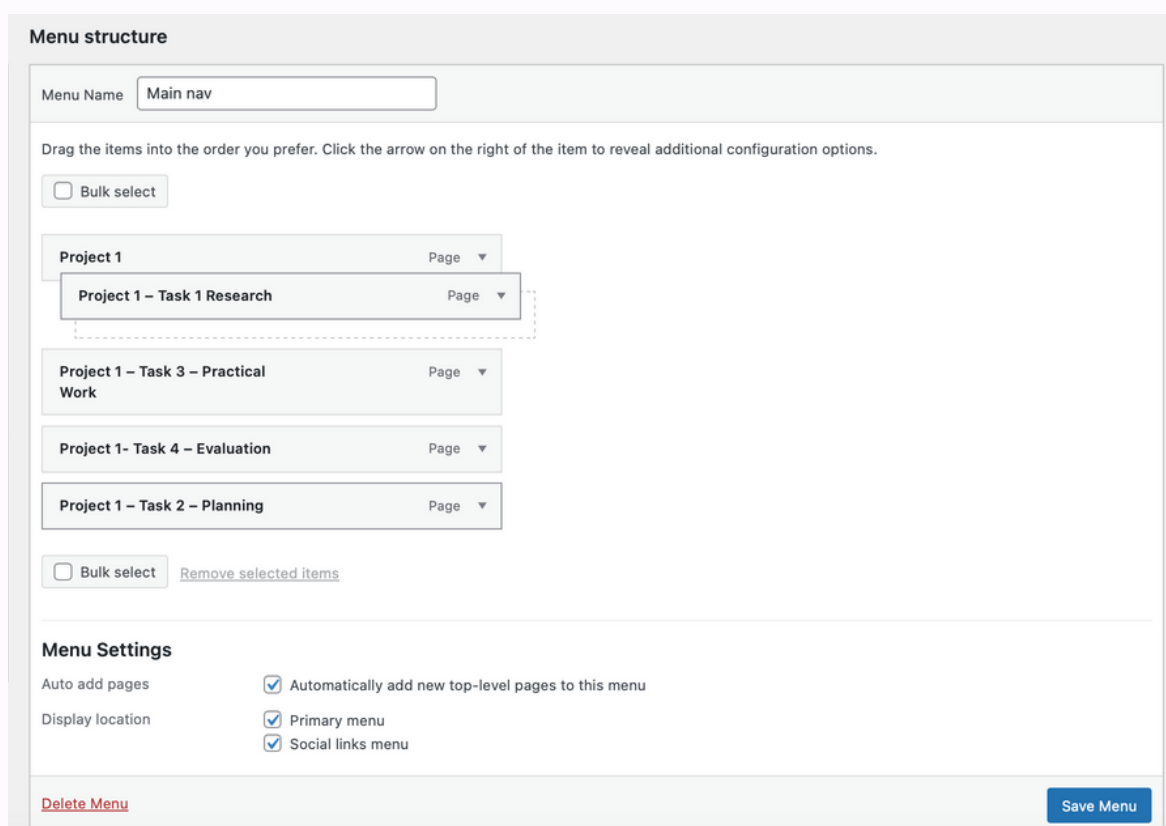 Menu structure
Menu Name Main nav
Drag the items into the order you prefer. Click the arrow on the right of the item to reveal additional configuration options.
Bulk select
Project 1 Page
Project 1 – Task 1 Research Page
Project 1 – Task 3 – Practical Page
Work
Project 1- Task 4 – Evaluation Page
Project 1 – Task 2 – Planning Page
Bulk select Remove selected items
Menu Settings
Auto add pages Automatically add new top-level pages to this menu
Display location Primary menu
Social links menu
Delete Menu Save Menu